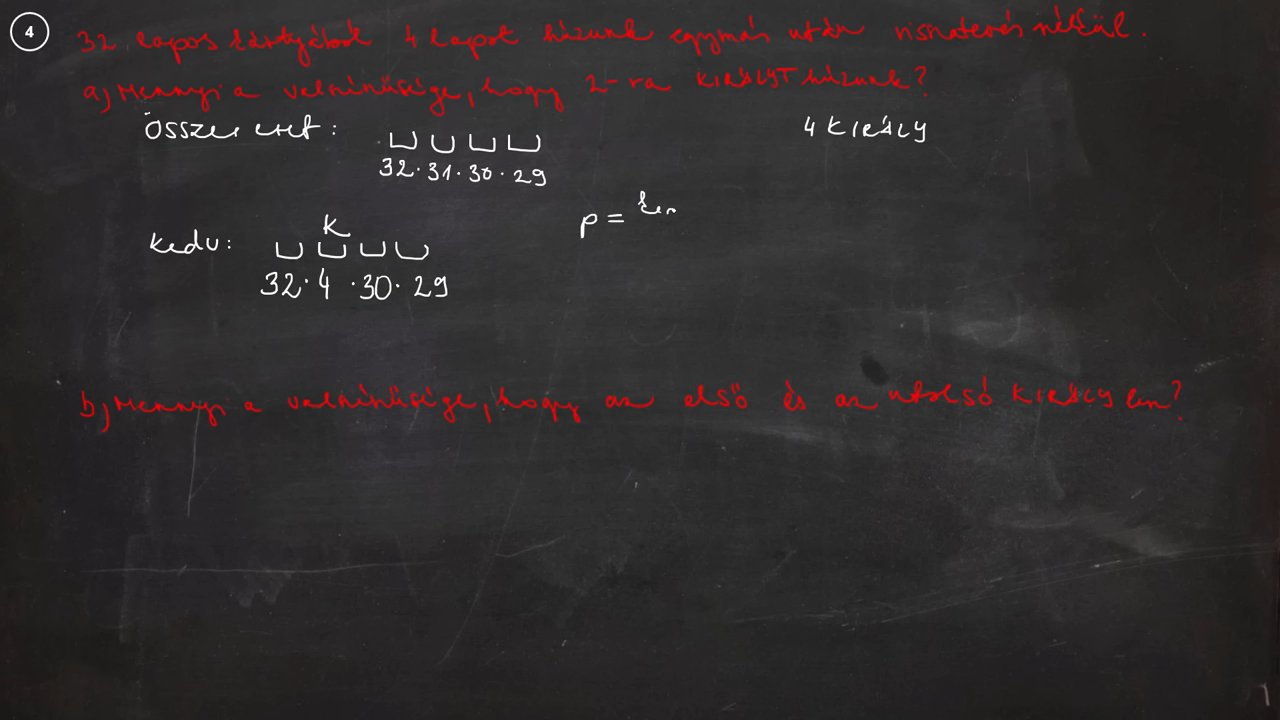 4
32 lapos kártyából 4 lapot húzunk egymás után visszatevés nélkül.
a) Mennyi a valószínűsége, hogy 2-ra KIRÁLYT húznak?
Összes eset:
32·31·30·29
4 KIRÁLY
p =
K
Kedv:
32·4·30·29
b) Mennyi a valószínűsége, hogy az első és az utolsó KIRÁLY lesz?